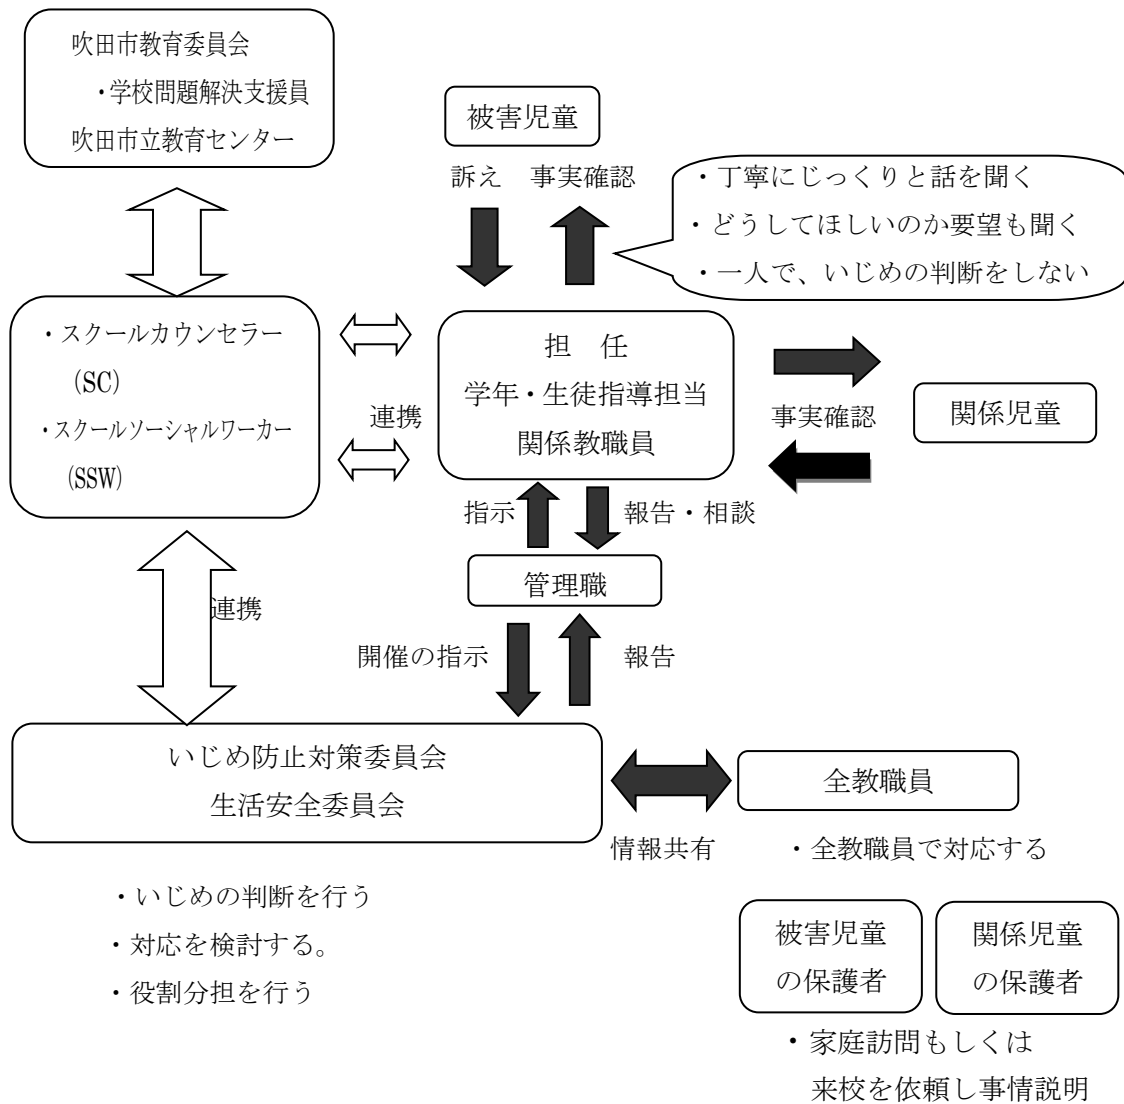 吹田市教育委員会
・学校問題解決支援員
吹田市立教育センター
被害児童
訴え
事実確認
・丁寧にじっくりと話を聞く
・どうしてほしいのか要望も聞く
・一人で、いじめの判断をしない
・スクールカウンセラー
(SC)
・スクールソーシャルワーカー
(SSW)
連携
担　任
学年・生徒指導担当
関係教職員
事実確認
関係児童
指示
報告・相談
管理職
連携
開催の指示
報告
いじめ防止対策委員会
生活安全委員会
情報共有
全教職員
・全教職員で対応する
・いじめの判断を行う
・対応を検討する。
・役割分担を行う
被害児童
の保護者
関係児童
の保護者
・家庭訪問もしくは
来校を依頼し事情説明